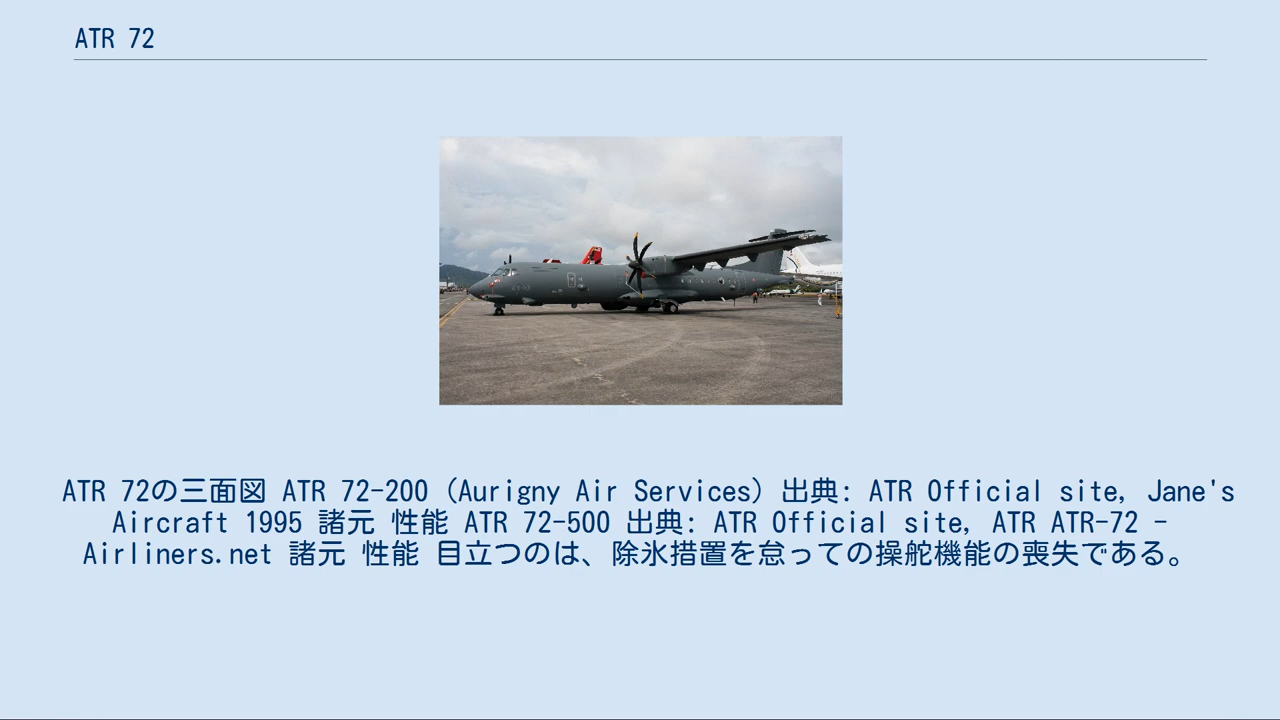 ATR 72
ATR 72の三面図 ATR 72-200（Aurigny Air Services）出典: ATR Official site, Jane's
Aircraft 1995 諸元 性能 ATR 72-500 出典: ATR Official site, ATR ATR-72 -
Airliners.net 諸元 性能 目立つのは、除氷措置を怠っての操舵機能の喪失である。